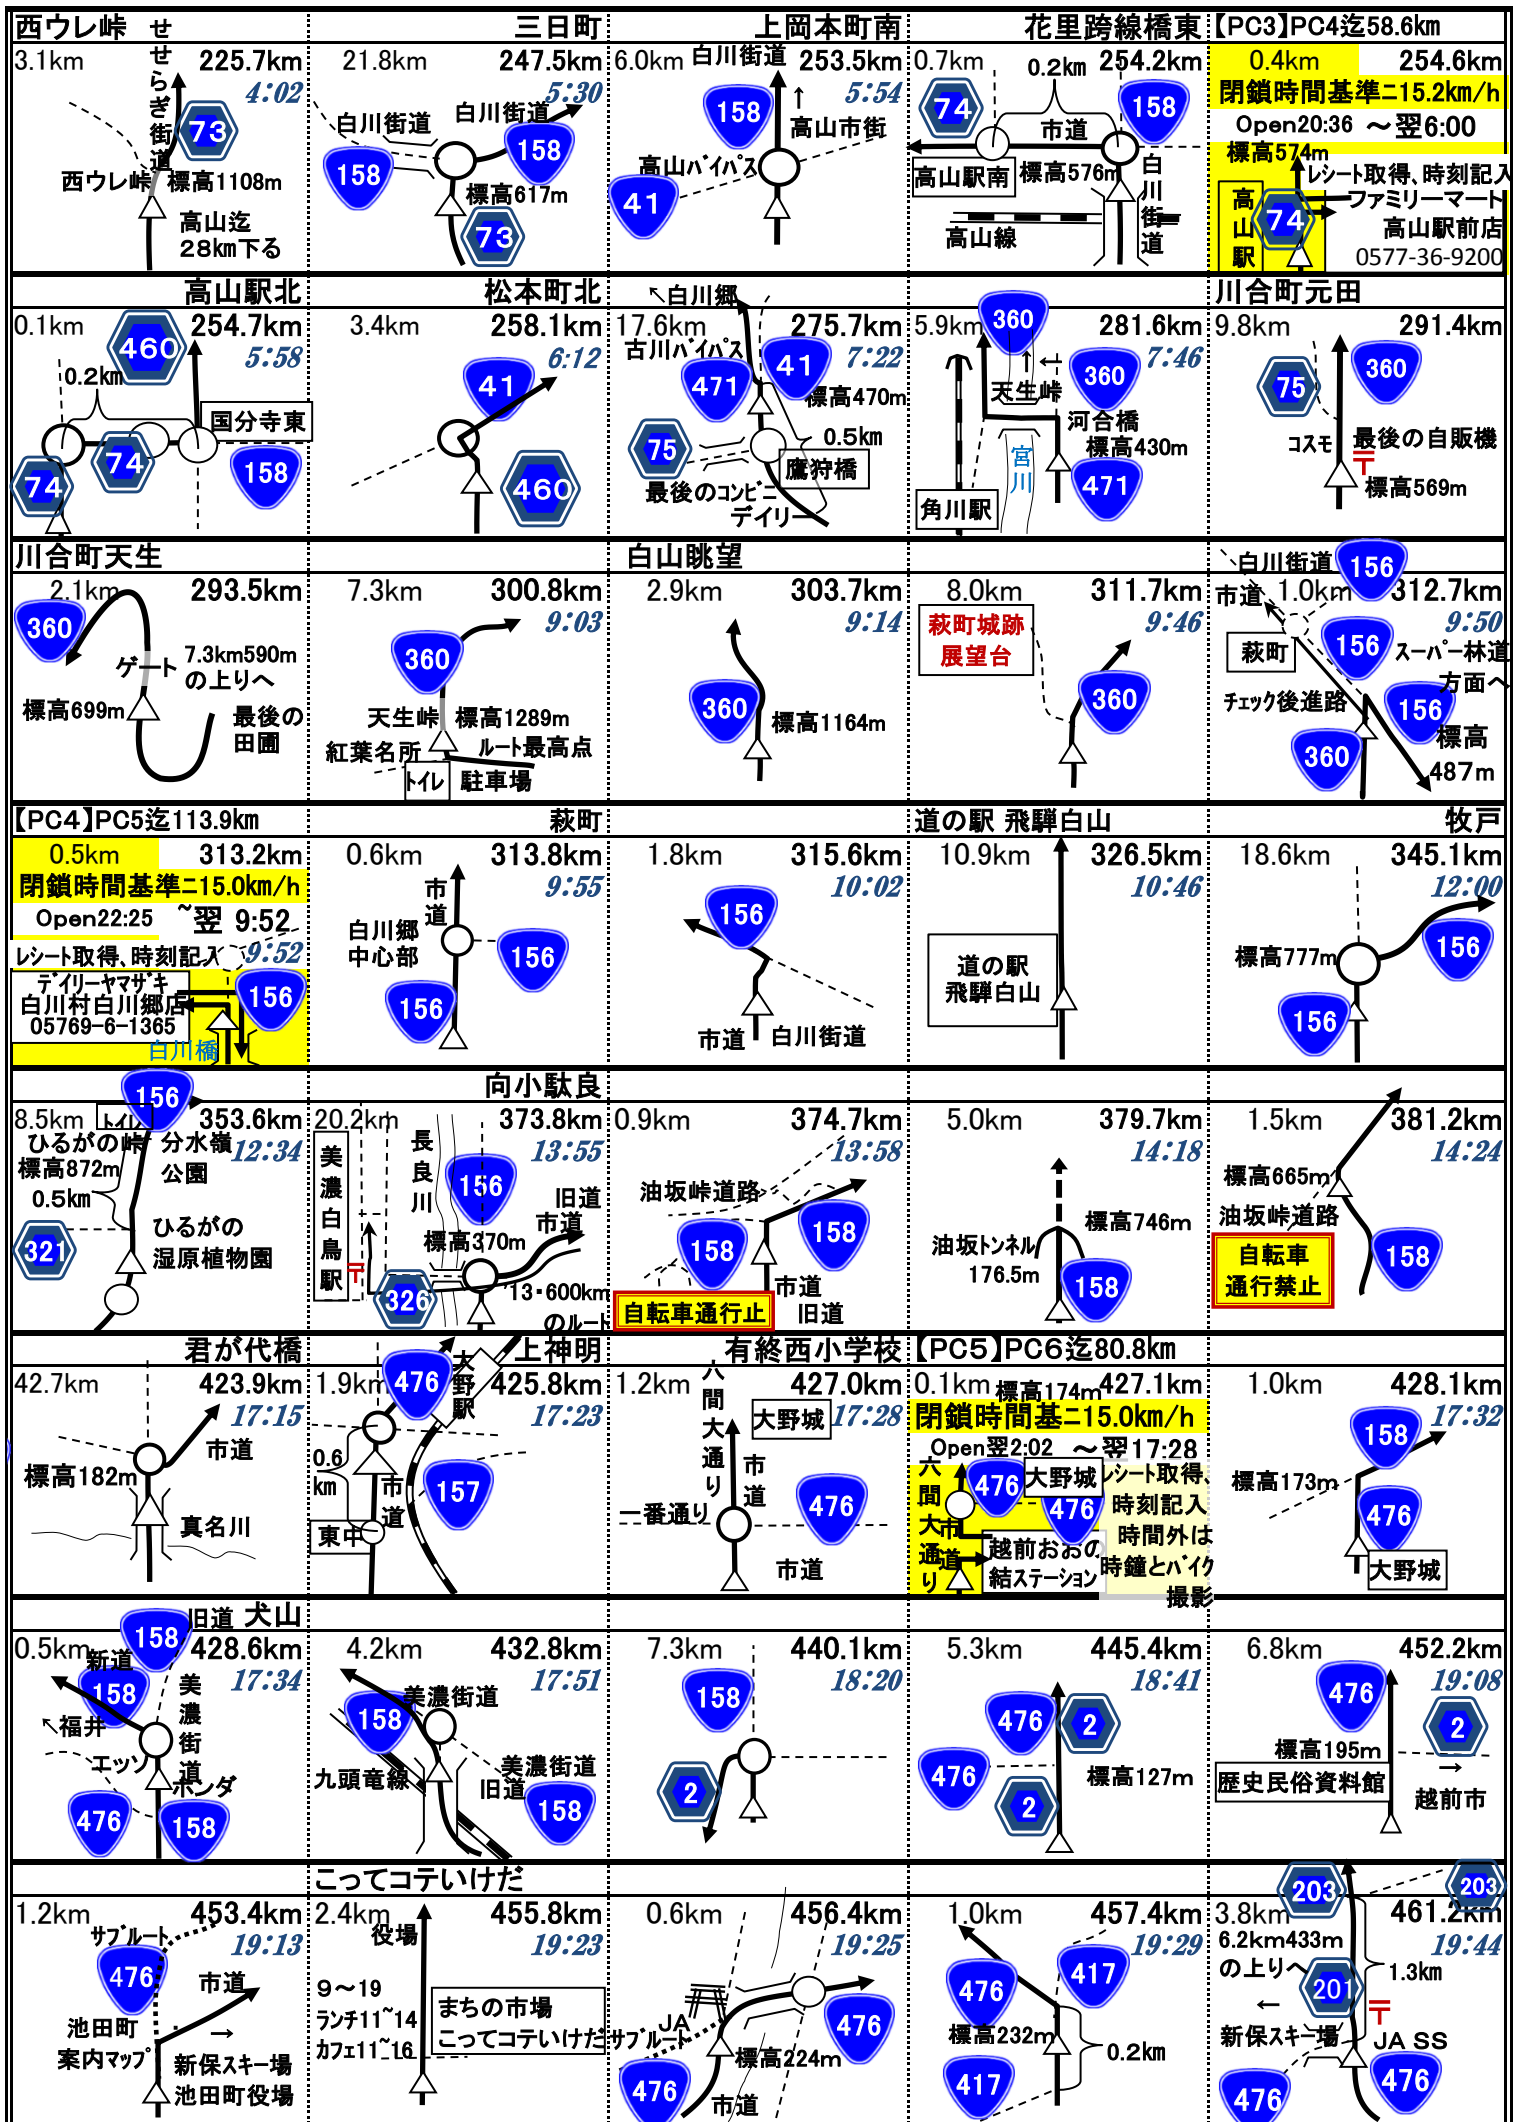 西ウレ峠
せせらぎ街道
3.1km
225.7km
4:02
73
西ウレ峠
標高1108m
高山迄
28km下る
三日町
21.8km
247.5km
5:30
白川街道
白川街道
158
158
標高617m
73
上岡本町南
6.0km
白川街道
253.5km
5:54
158
↑
高山市街
高山バイパス
41
花里跨線橋東
0.7km
0.2km
254.2km
74
158
市道
高山駅南
標高576m
白川街道
高山線
【PC3】PC4迄58.6km
0.4km
254.6km
閉鎖時間基準=15.2km/h
Open20:36 ～翌6:00
標高574m
レシート取得、時刻記入
高山駅
74
ファミリーマート
高山駅前店
0577-36-9200
高山駅北
0.1km
254.7km
460
5:58
0.2km
国分寺東
74
74
158
松本町北
3.4km
258.1km
6:12
41
460
↖白川郷
17.6km
275.7km
古川バイパス
7:22
471
41
標高470m
75
0.5km
鷹狩橋
最後のコンビニ
デイリー
5.9km
360
281.6km
7:46
↑ ←
天生峠
360
河合橋
標高430m
宮川
471
角川駅
川合町元田
9.8km
291.4km
75
360
コスモ
最後の自販機
〒
標高569m
川合町天生
2.1km
293.5km
360
ゲート
7.3km590m
の上りへ
標高699m
最後の
田圃
7.3km
300.8km
9:03
360
天生峠
標高1289m
紅葉名所
ルート最高点
トイレ
駐車場
白山眺望
2.9km
303.7km
9:14
360
標高1164m
8.0km
311.7km
9:46
萩町城跡
展望台
360
白川街道
156
市道
1.0km
312.7km
9:50
156
萩町
スーパー林道
方面へ
チェック後進路
156
360
標高
487m
【PC4】PC5迄113.9km
0.5km
313.2km
閉鎖時間基準=15.0km/h
Open22:25 ~翌 9:52
レシート取得、時刻記入
9:52
デイリーヤマザキ
白川村白川郷店
05769-6-1365
156
白川橋
萩町
0.6km
313.8km
9:55
市道
白川郷
中心部
156
156
1.8km
315.6km
10:02
156
市道
白川街道
道の駅 飛騨白山
10.9km
326.5km
10:46
道の駅
飛騨白山
牧戸
18.6km
345.1km
12:00
標高777m
156
156
8.5km
トイレ
156
353.6km
12:34
ひるがの峠
分水嶺
公園
標高872m
0.5km
321
ひるがの
湿原植物園
向小駄良
20.2km
373.8km
13:55
美濃白鳥駅
長良川
156
旧道
市道
標高370m
〒
326
13・600km
のルート
0.9km
374.7km
13:58
油坂峠道路
158
158
市道
旧道
自転車通行止
5.0km
379.7km
14:18
標高746m
油坂トンネル
176.5m
158
1.5km
381.2km
14:24
標高665m
油坂峠道路
自転車
通行禁止
158
君が代橋
42.7km
423.9km
17:15
市道
標高182m
真名川
上神明
1.9km
476
大野駅
425.8km
17:23
0.6
km
市道
157
東中
有終西小学校
1.2km
427.0km
六間大通り
大野城
17:28
市道
476
一番通り
市道
【PC5】PC6迄80.8km
0.1km
標高174m
427.1km
閉鎖時間基=15.0km/h
Open翌2:02 ～翌17:28
六間大通り
476
大野城
レシート取得、
476
時刻記入
市道
時間外は
越前おおの
結ステーション
時鐘とバイク
撮影
1.0km
428.1km
17:32
158
標高173m
476
大野城
旧道 犬山
0.5km
158
428.6km
新道
17:34
158
美濃街道
↖福井
エッソ
ホンダ
476
158
4.2km
432.8km
17:51
158
美濃街道
九頭竜線
美濃街道
旧道
158
7.3km
440.1km
18:20
158
2
5.3km
445.4km
18:41
476
2
476
2
標高127m
6.8km
452.2km
19:08
476
2
標高195m
→
歴史民俗資料館
越前市
1.2km
453.4km
サブルート
19:13
476
市道
池田町
案内マップ
→
新保スキー場
池田町役場
こってコテいけだ
2.4km
455.8km
役場
19:23
9～19
ランチ11~14
カフェ11~16
まちの市場
こってコテいけだ
0.6km
456.4km
19:25
JA
サブルート
476
標高224m
476
市道
1.0km
457.4km
19:29
476
417
標高232m
0.2km
417
203
203
3.8km
461.2km
6.2km433m
の上りへ
19:44
201
1.3km
←
〒
新保スキー場
JA SS
476
476